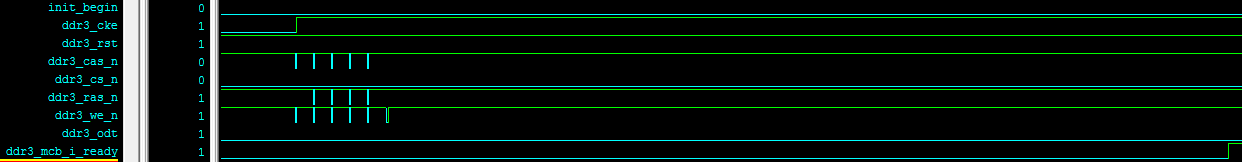 init_begin 0
ddr3_cke 1
ddr3_rst 1
ddr3_cas_n 0
ddr3_cs_n 0
ddr3_ras_n 1
ddr3_we_n 1
ddr3_odt 1
ddr3_mcb_i_ready 1